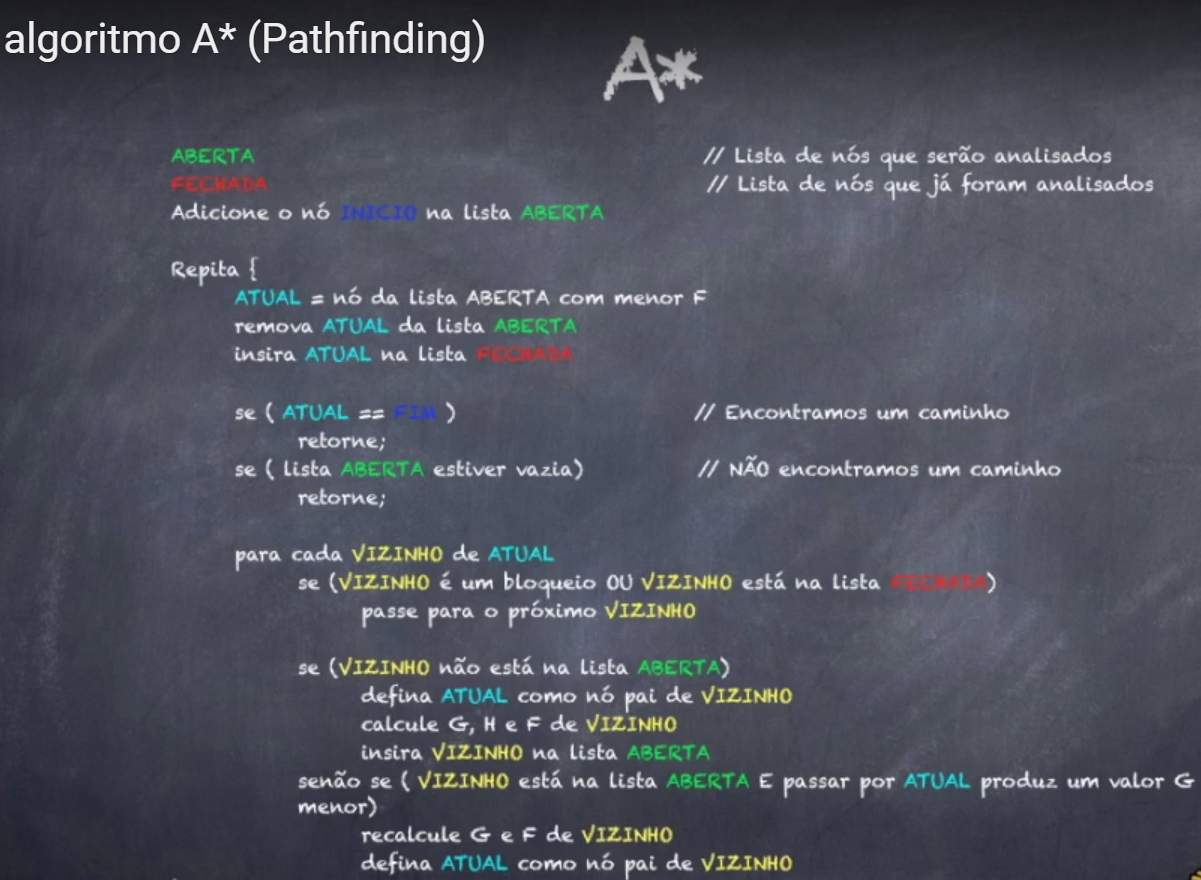 algoritmo A* (Pathfinding)
A*
ABERTA // Lista de nós que serão analisados
FECHADA // Lista de nós que já foram analisados
Adicione o nó INICIO na lista ABERTA
Repita {
ATUAL = nó da lista ABERTA com menor F
remova ATUAL da lista ABERTA
insira ATUAL na lista FECHADA
se ( ATUAL == FIM ) // Encontramos um caminho
retorne;
se ( lista ABERTA estiver vazia) // NÃO encontramos um caminho
retorne;
para cada VIZINHO de ATUAL
se (VIZINHO é um bloqueio OU VIZINHO está na lista FECHADA)
passe para o próximo VIZINHO
se (VIZINHO não está na lista ABERTA)
defina ATUAL como nó pai de VIZINHO
calcule G, H e F de VIZINHO
insira VIZINHO na lista ABERTA
senão se ( VIZINHO está na lista ABERTA E passar por ATUAL produz um valor G
menor)
recalcule G e F de VIZINHO
defina ATUAL como nó pai de VIZINHO